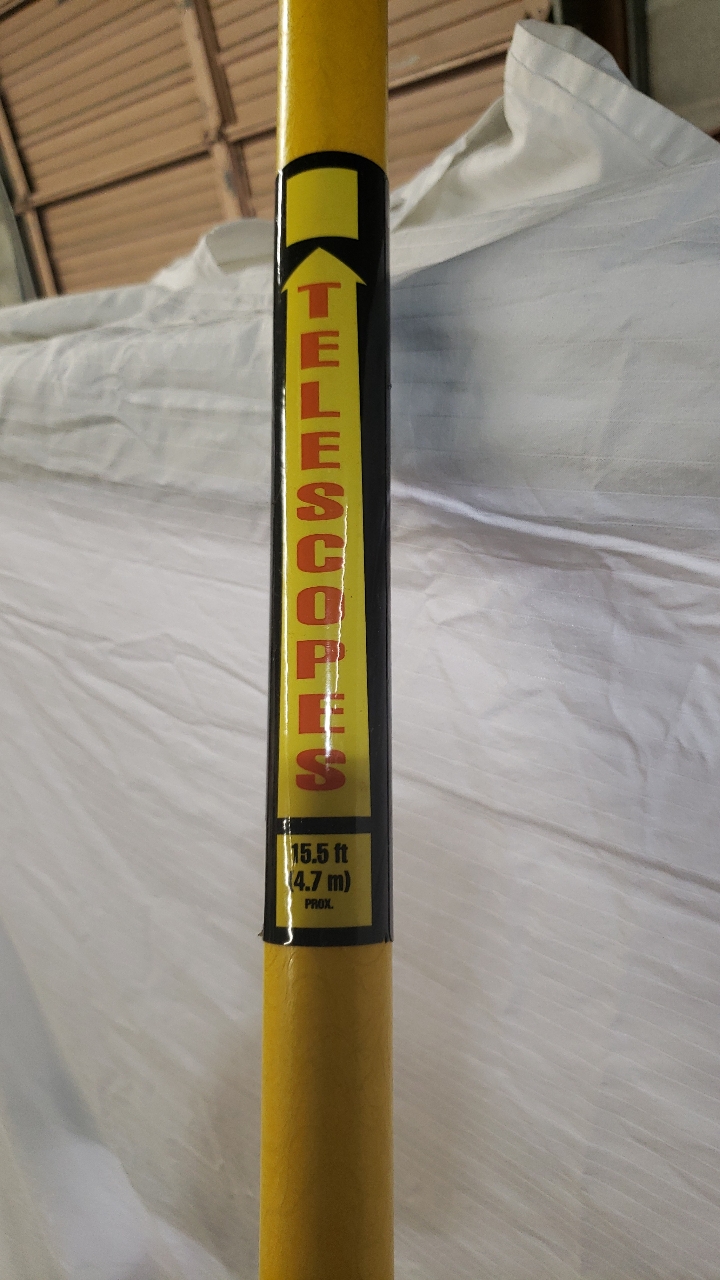 TELESCOPES
15.5 ft
(4.7 m)
PROX.